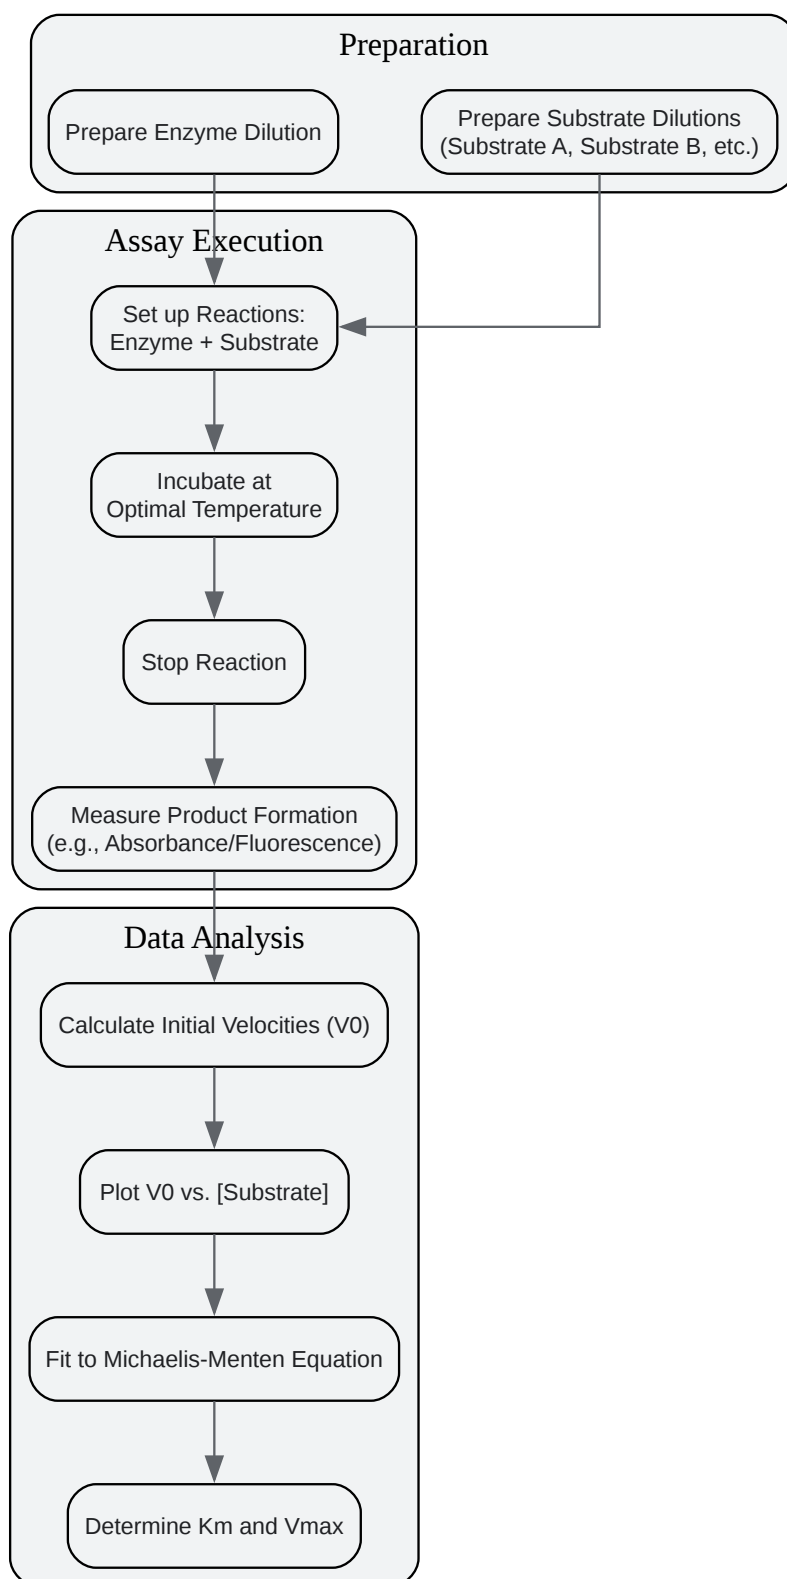 Preparation
Prepare Enzyme Dilution
Prepare Substrate Dilutions
(Substrate A, Substrate B, etc.)
Assay Execution
Set up Reactions:
Enzyme + Substrate
Incubate at
Optimal Temperature
Stop Reaction
Measure Product Formation
(e.g., Absorbance/Fluorescence)
Data Analysis
Calculate Initial Velocities (V0)
Plot V0 vs. [Substrate]
Fit to Michaelis-Menten Equation
Determine Km and Vmax